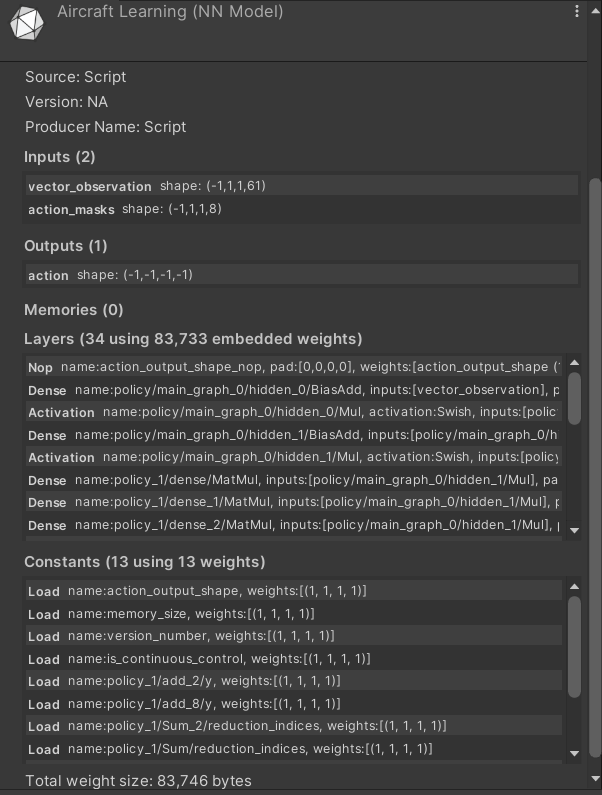 Aircraft Learning (NN Model)
Source: Script
Version: NA
Producer Name: Script
Inputs (2)
vector_observation shape: (-1,1,1,61)
action_masks shape: (-1,1,1,8)
Outputs (1)
action shape: (-1,-1,-1,-1)
Memories (0)
Layers (34 using 83,733 embedded weights)
Nop name:action_output_shape_nop, pad:[0,0,0,0], weights:[action_output_shape (
Dense name:policy/main_graph_0/hidden_0/BiasAdd, inputs:[vector_observation], p
Activation name:policy/main_graph_0/hidden_0/Mul, activation:Swish, inputs:[polic
Dense name:policy/main_graph_0/hidden_1/BiasAdd, inputs:[policy/main_graph_0/h
Activation name:policy/main_graph_0/hidden_1/Mul, activation:Swish, inputs:[policy
Dense name:policy_1/dense/MatMul, inputs:[policy/main_graph_0/hidden_1/Mul], pa
Dense name:policy_1/dense_1/MatMul, inputs:[policy/main_graph_0/hidden_1/Mul], p
Dense name:policy_1/dense_2/MatMul, inputs:[policy/main_graph_0/hidden_1/Mul],
Constants (13 using 13 weights)
Load name:action_output_shape, weights:[(1, 1, 1, 1)]
Load name:memory_size, weights:[(1, 1, 1, 1)]
Load name:version_number, weights:[(1, 1, 1, 1)]
Load name:is_continuous_control, weights:[(1, 1, 1, 1)]
Load name:policy_1/add_2/y, weights:[(1, 1, 1, 1)]
Load name:policy_1/add_8/y, weights:[(1, 1, 1, 1)]
Load name:policy_1/Sum_2/reduction_indices, weights:[(1, 1, 1, 1)]
Load name:policy_1/Sum/reduction_indices, weights:[(1, 1, 1, 1)]
Total weight size: 83,746 bytes